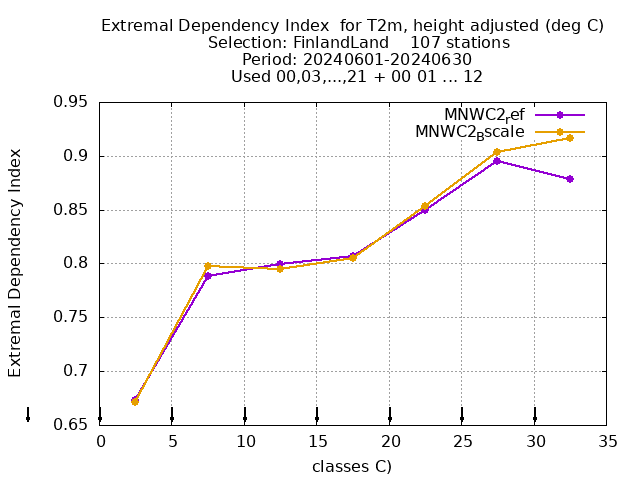 Extremal Dependency Index  for T2m, height adjusted (deg C)
Selection: FinlandLand    107 stations
Period: 20240601-20240630
Used 00,03,...,21 + 00 01 ... 12
MNWC2ref
MNWC2Bscale
Extremal Dependency Index
0.95
0.9
0.85
0.8
0.75
0.7
0.65
0 5 10 15 20 25 30 35
classes C)